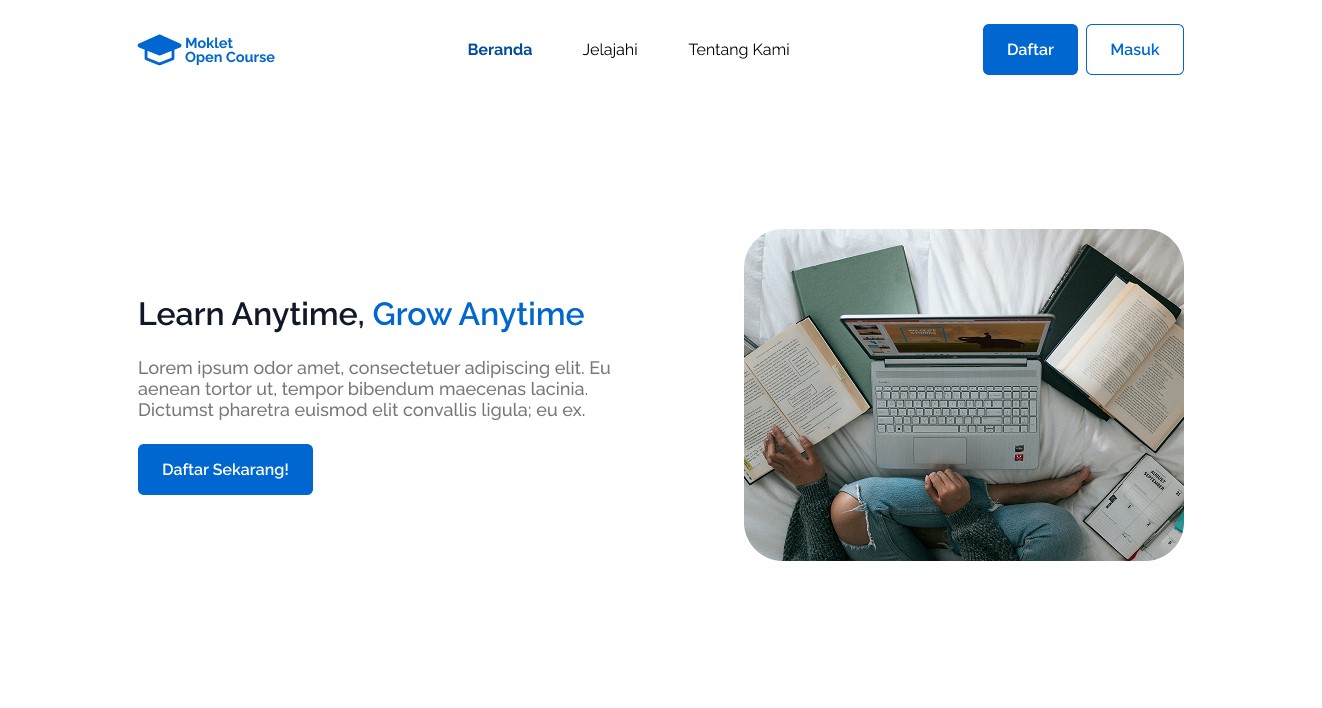 Moklet
Open Course
Beranda
Jelajahi
Tentang Kami
Daftar
Masuk
Learn Anytime, Grow Anytime
Lorem ipsum odor amet, consectetuer adipiscing elit. Eu
aenean tortor ut, tempor bibendum maecenas lacinia.
Dictumst pharetra euismod elit convallis ligula; eu ex.
Daftar Sekarang!
AUGUST
SEPTEMBER